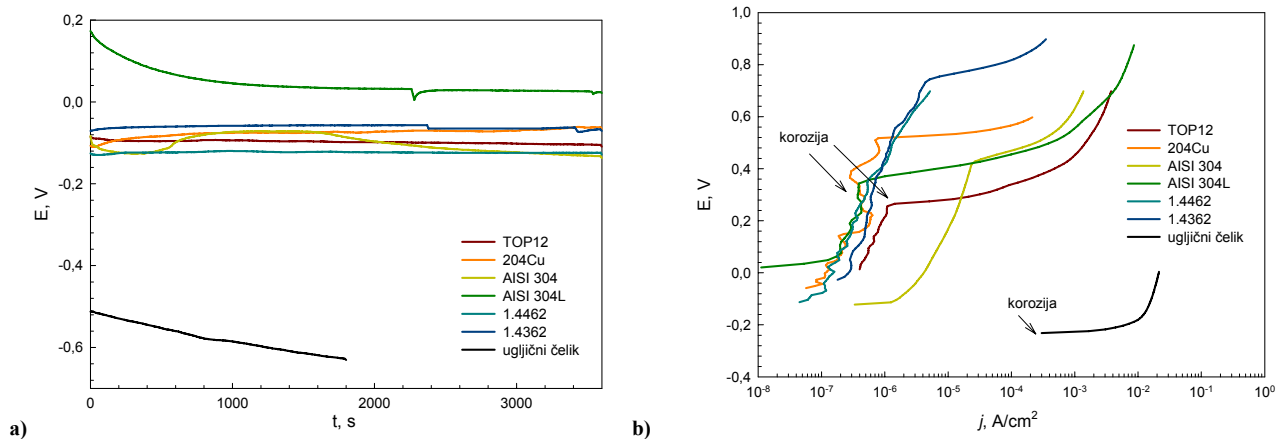 0,2
0,0
-0,2
-0,4
-0,6
E, V
0
1000
2000
3000
t, s
TOP12
204Cu
AISI 304
AISI 304L
1.4462
1.4362
ugljični čelik
a)
1,0
0,8
0,6
0,4
0,2
0,0
-0,2
-0,4
E, V
10-8
10-7
10-6
10-5
10-4
10-3
10-2
10-1
100
j, A/cm2
korozija
korozija
TOP12
204Cu
AISI 304
AISI 304L
1.4462
1.4362
ugljični čelik
b)